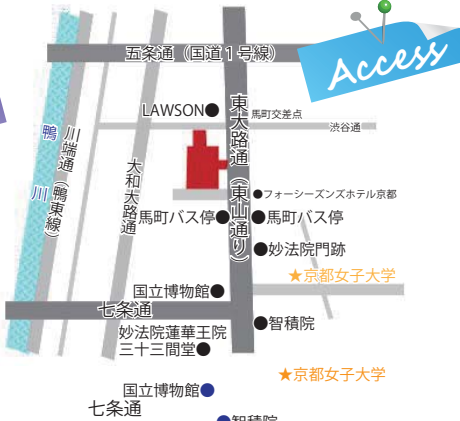 五条通（国道１号線）
Access
LAWSON
馬町交差点
渋谷通
東大路通（東山通り）
鴨川
川端通（鴨東線）
大和大路通
フォーシーズンズホテル京都
馬町バス停
馬町バス停
妙法院門跡
★京都女子大学
国立博物館
七条通
智積院
妙法院蓮華王院
三十三間堂
★京都女子大学
国立博物館
七条通
智積院